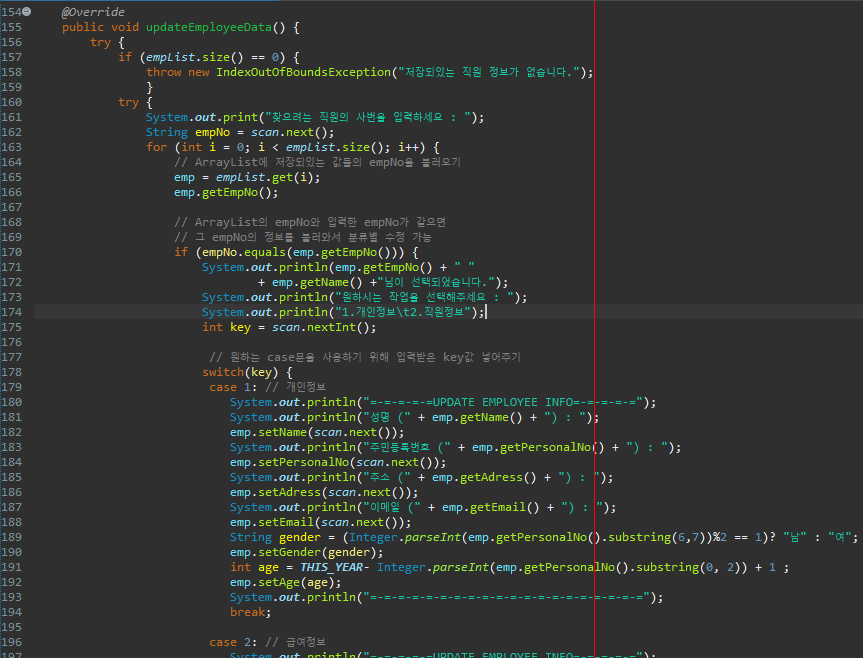 154 @Override
155 public void updateEmployeeData() {
156 try {
157 if (empList.size() == 0) {
158 throw new IndexOutOfBoundsException("저장되있는 직원 정보가 없습니다.");
159 }
160 try {
161 System.out.print("찾으려는 직원의 사번을 입력하세요 : ");
162 String empNo = scan.next();
163 for (int i = 0; i < empList.size(); i++) {
164 // ArrayList에 저장되있는 값들의 empNo을 불러오기
165 emp = empList.get(i);
166 emp.getEmpNo();
167
168 // ArrayList의 empNo와 입력한 empNo가 같으면
169 // 그 empNo의 정보를 불러와서 분류별 수정 가능
170 if (empNo.equals(emp.getEmpNo())) {
171 System.out.println(emp.getEmpNo() + " "
172 + emp.getName() +"님이 선택되었습니다.");
173 System.out.println("원하시는 작업을 선택해주세요 : ");
174 System.out.println("1.개인정보\t2.직원정보");
175 int key = scan.nextInt();
176
177 // 원하는 case문을 사용하기 위해 입력받은 key값 넣어주기
178 switch(key) {
179 case 1: // 개인정보
180 System.out.println("=-=-=-=-=UPDATE EMPLOYEE INFO=-=-=-=-=");
181 System.out.println("성명 (" + emp.getName() + ") : ");
182 emp.setName(scan.next());
183 System.out.println("주민등록번호 (" + emp.getPersonalNo() + ") : ");
184 emp.setPersonalNo(scan.next());
185 System.out.println("주소 (" + emp.getAdress() + ") : ");
186 emp.setAdress(scan.next());
187 System.out.println("이메일 (" + emp.getEmail() + ") : ");
188 emp.setEmail(scan.next());
189 String gender = (Integer.parseInt(emp.getPersonalNo().substring(6,7))%2 == 1)? "남" : "여";
190 emp.setGender(gender);
191 int age = THIS_YEAR- Integer.parseInt(emp.getPersonalNo().substring(0, 2)) + 1 ;
192 emp.setAge(age);
193 System.out.println("=-=-=-=-=-=-=-=-=-=-=-=-=-=-=-=-=-=-=");
194 break;
195
196 case 2: // 급여정보
197 System.out.println("=-=-=-=-=UPDATE EMPLOYEE INFO=-=-=-=-=");